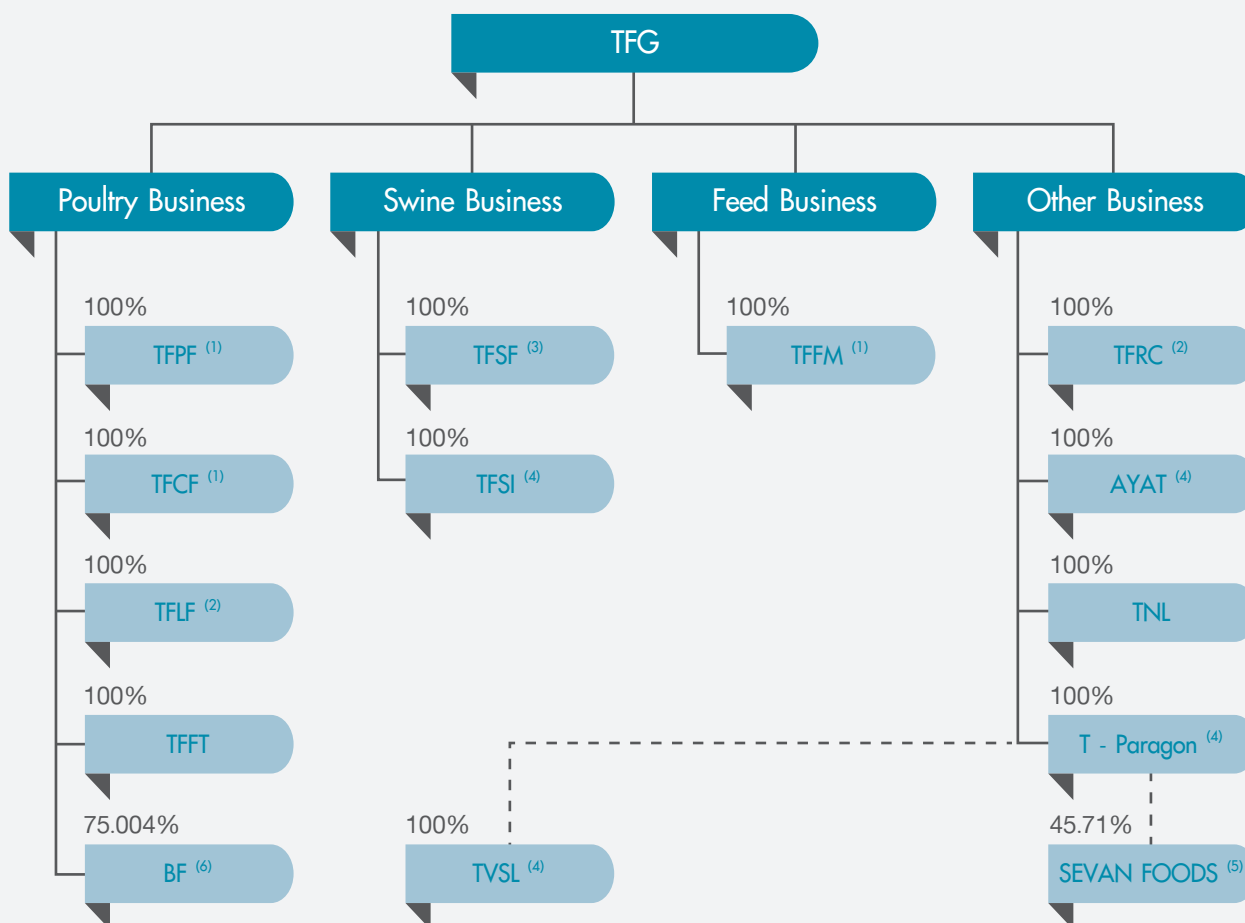 TFG
Poultry Business
Swine Business
Feed Business
Other Business
100%
TFPF (1)
100%
TFSF (3)
100%
TFFM (1)
100%
TFRC (2)
100%
TFCF (1)
100%
TFSI (4)
100%
AYAT (4)
100%
TFLF (2)
100%
TNL
100%
TFFT
100%
T - Paragon (4)
75.004%
BF (6)
100%
TVSL (4)
45.71%
SEVAN FOODS (5)